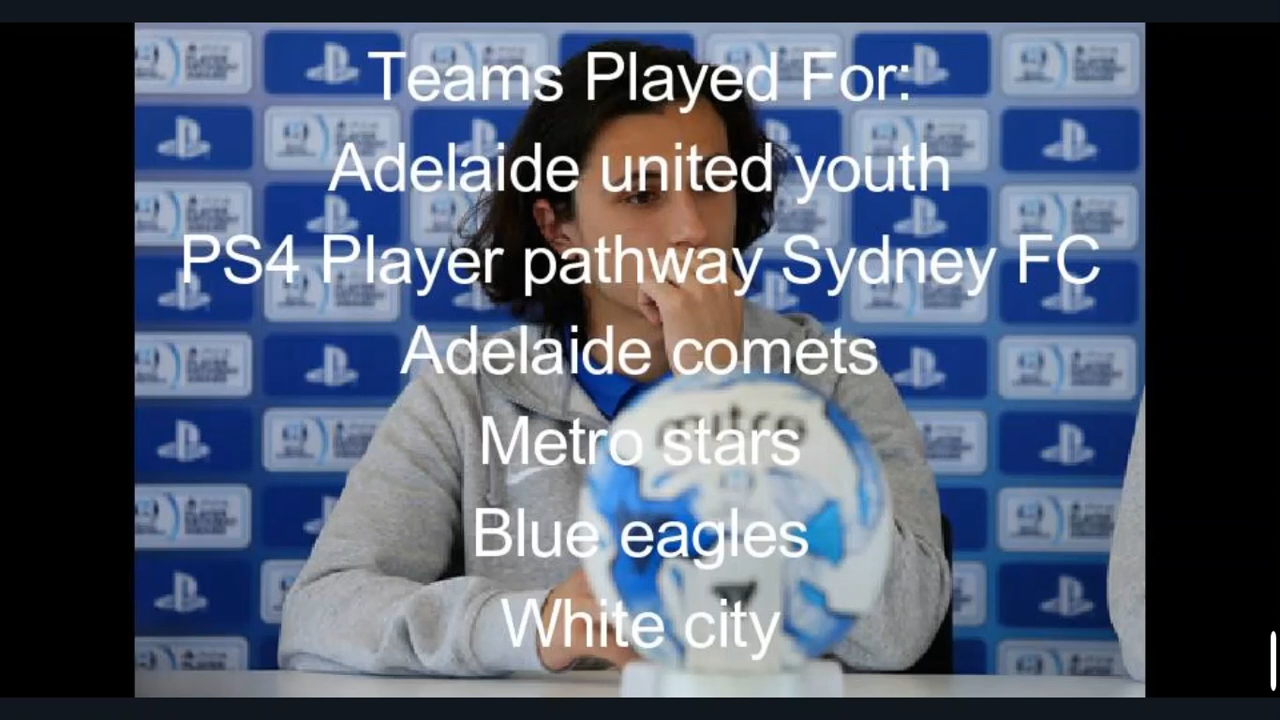 Teams Played For:
Adelaide united youth
PS4 Player pathway Sydney FC
Adelaide comets
Metro stars
Blue eagles
White city
mitre